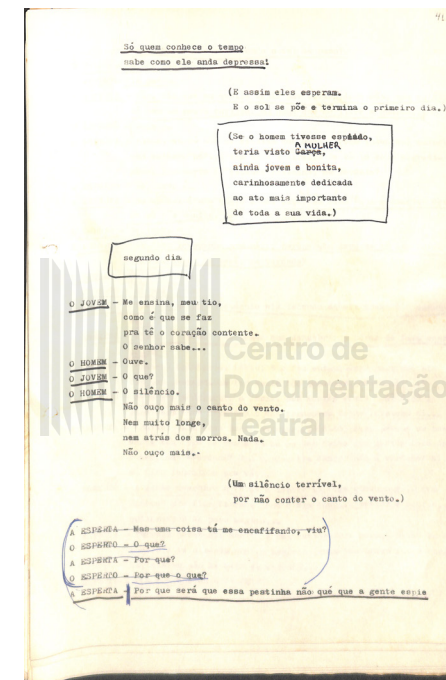 41
Só quem conhece o tempo
sabe como ele anda depressa!
(E assim eles esperam.
E o sol se põe e termina o primeiro dia.)
(Se o homem tivesse espiado,
teria visto Garça, A MULHER
ainda jovem e bonita,
carinhosamente dedicada
ao ato mais importante
de toda a sua vida.)
segundo dia
O JOVEM - Me ensina, meu tio,
como é que se faz
pra tê o coração contente.
O senhor sabe...
O HOMEM - Ouve.
O JOVEM - O que?
O HOMEM - O silêncio.
Não ouço mais o canto do vento.
Nem muito longe,
nem atrás dos morros. Nada.
Não ouço mais..
(Um silêncio terrível,
por não conter o canto do vento.)
A ESPERTA - Mas uma coisa tá me encafifando, viu?
O ESPERTO - O que?
A ESPERTA - Por que?
O ESPERTO - Por que o que?
A ESPERTA - Por que será que essa pestinha não qué que a gente espie
Centro de
Documentação
Teatral